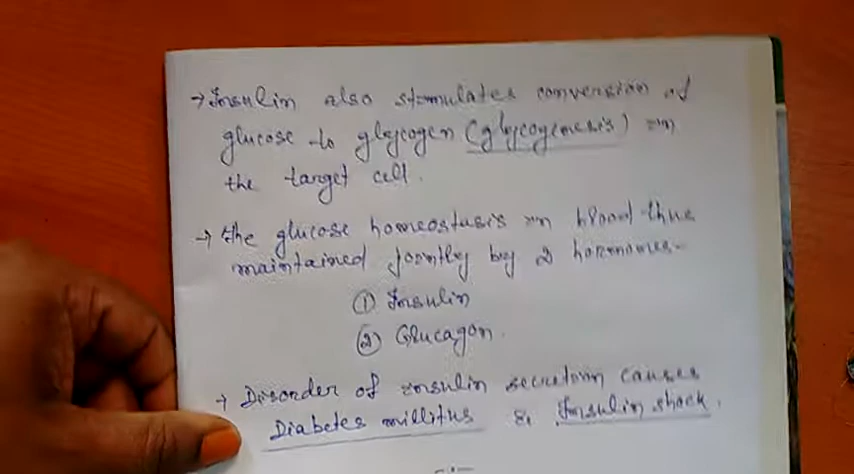 → Insulin also stimulates conversion of
glucose to glycogen (glycogenesis) in
the target cell.
→ the glucose homeostasis in blood thus
maintained jointly by 2 hormones-
① Insulin
② Glucagon.
→ Disorder of insulin secretion causes
Diabetes millitus & Insulin shock.